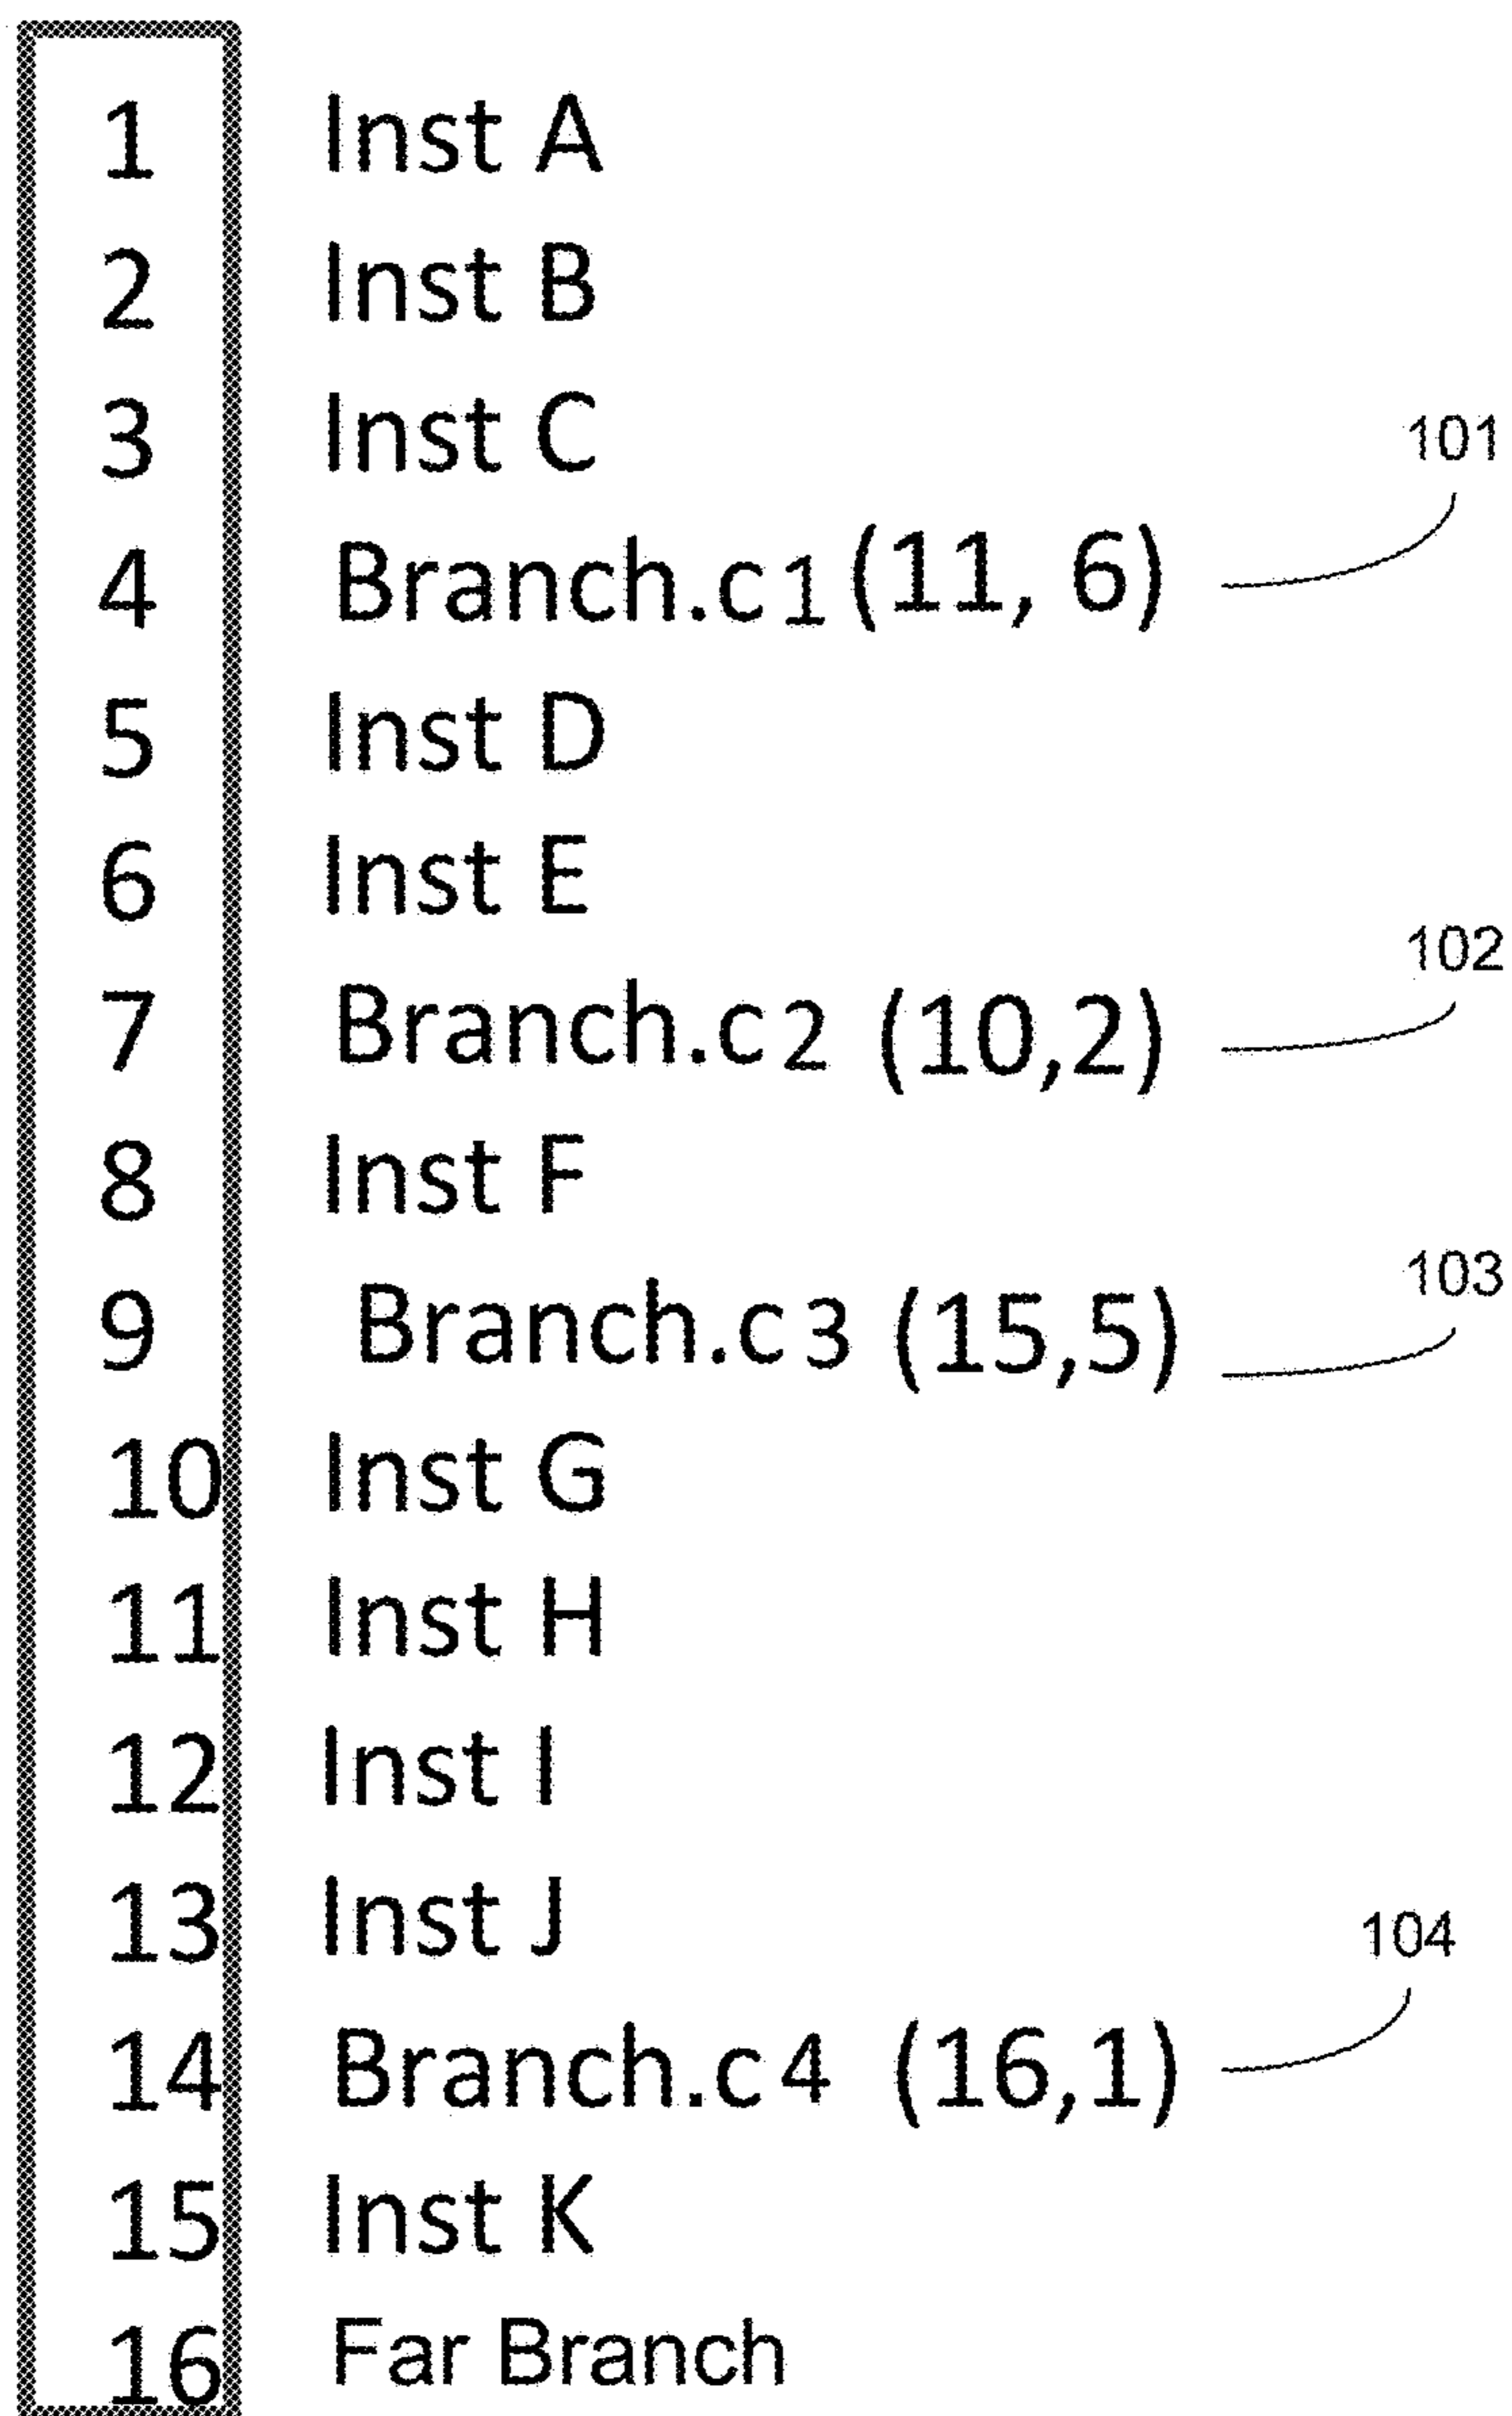 1 Inst A
2 Inst B
3 Inst C
101
4 Branch.c1 (11, 6)
5 Inst D
6 Inst E
102
7 Branch.c2 (10,2)
8 Inst F
103
9 Branch.c3 (15,5)
10 Inst G
11 Inst H
12 Inst I
13 Inst J
104
14 Branch.c4 (16,1)
15 Inst K
16 Far Branch